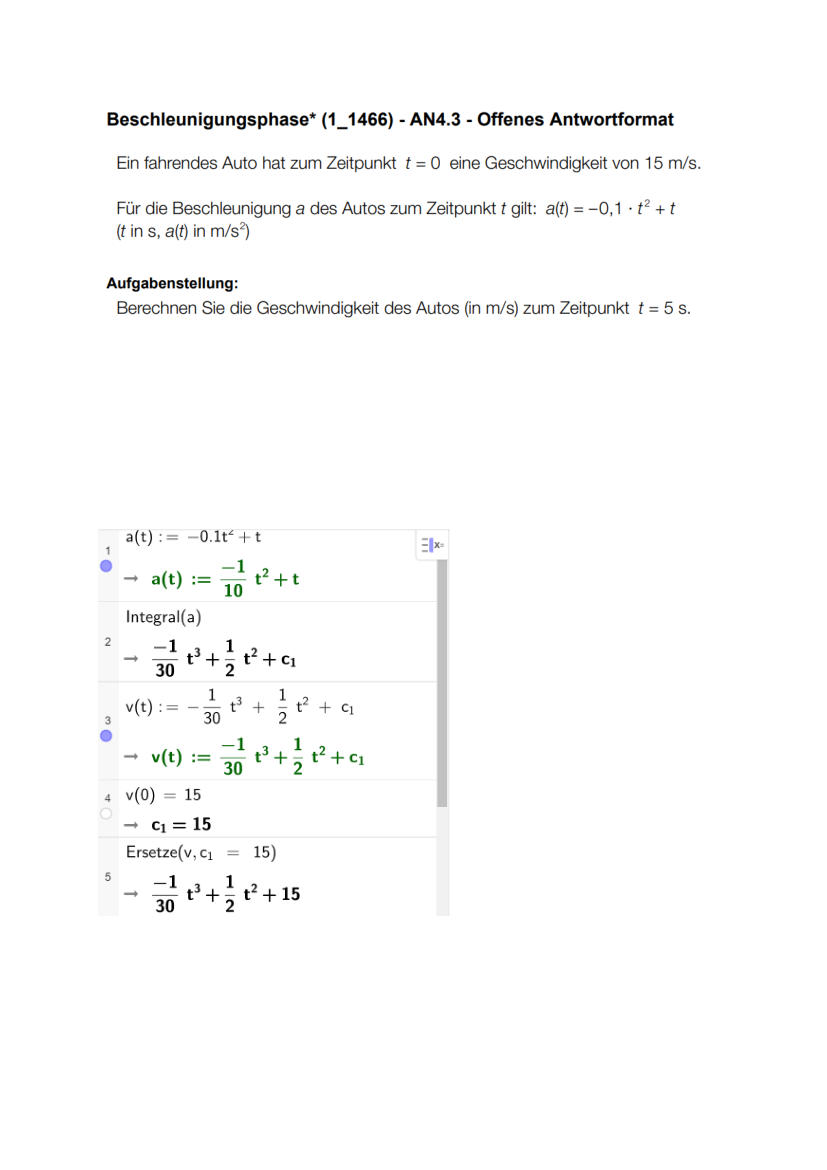 Beschleunigungsphase* (1_1466) - AN4.3 - Offenes Antwortformat
Ein fahrendes Auto hat zum Zeitpunkt t = 0 eine Geschwindigkeit von 15 m/s.
Für die Beschleunigung a des Autos zum Zeitpunkt t gilt: a(t) = −0,1 · t² + t
(t in s, a(t) in m/s²)
Aufgabenstellung:
Berechnen Sie die Geschwindigkeit des Autos (in m/s) zum Zeitpunkt t = 5 s.
1
a(t) := −0.1t² + t
→ a(t) := −1/10 t² + t
x=
2
Integral(a)
→ −1/30 t³ + 1/2 t² + c₁
3
v(t) := − 1/30 t³ + 1/2 t² + c₁
→ v(t) := −1/30 t³ + 1/2 t² + c₁
4
v(0) = 15
→ c₁ = 15
5
Ersetze(v, c₁ = 15)
→ −1/30 t³ + 1/2 t² + 15